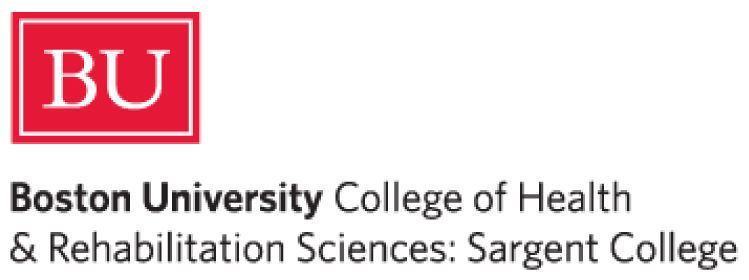 BU
Boston University College of Health
& Rehabilitation Sciences: Sargent College